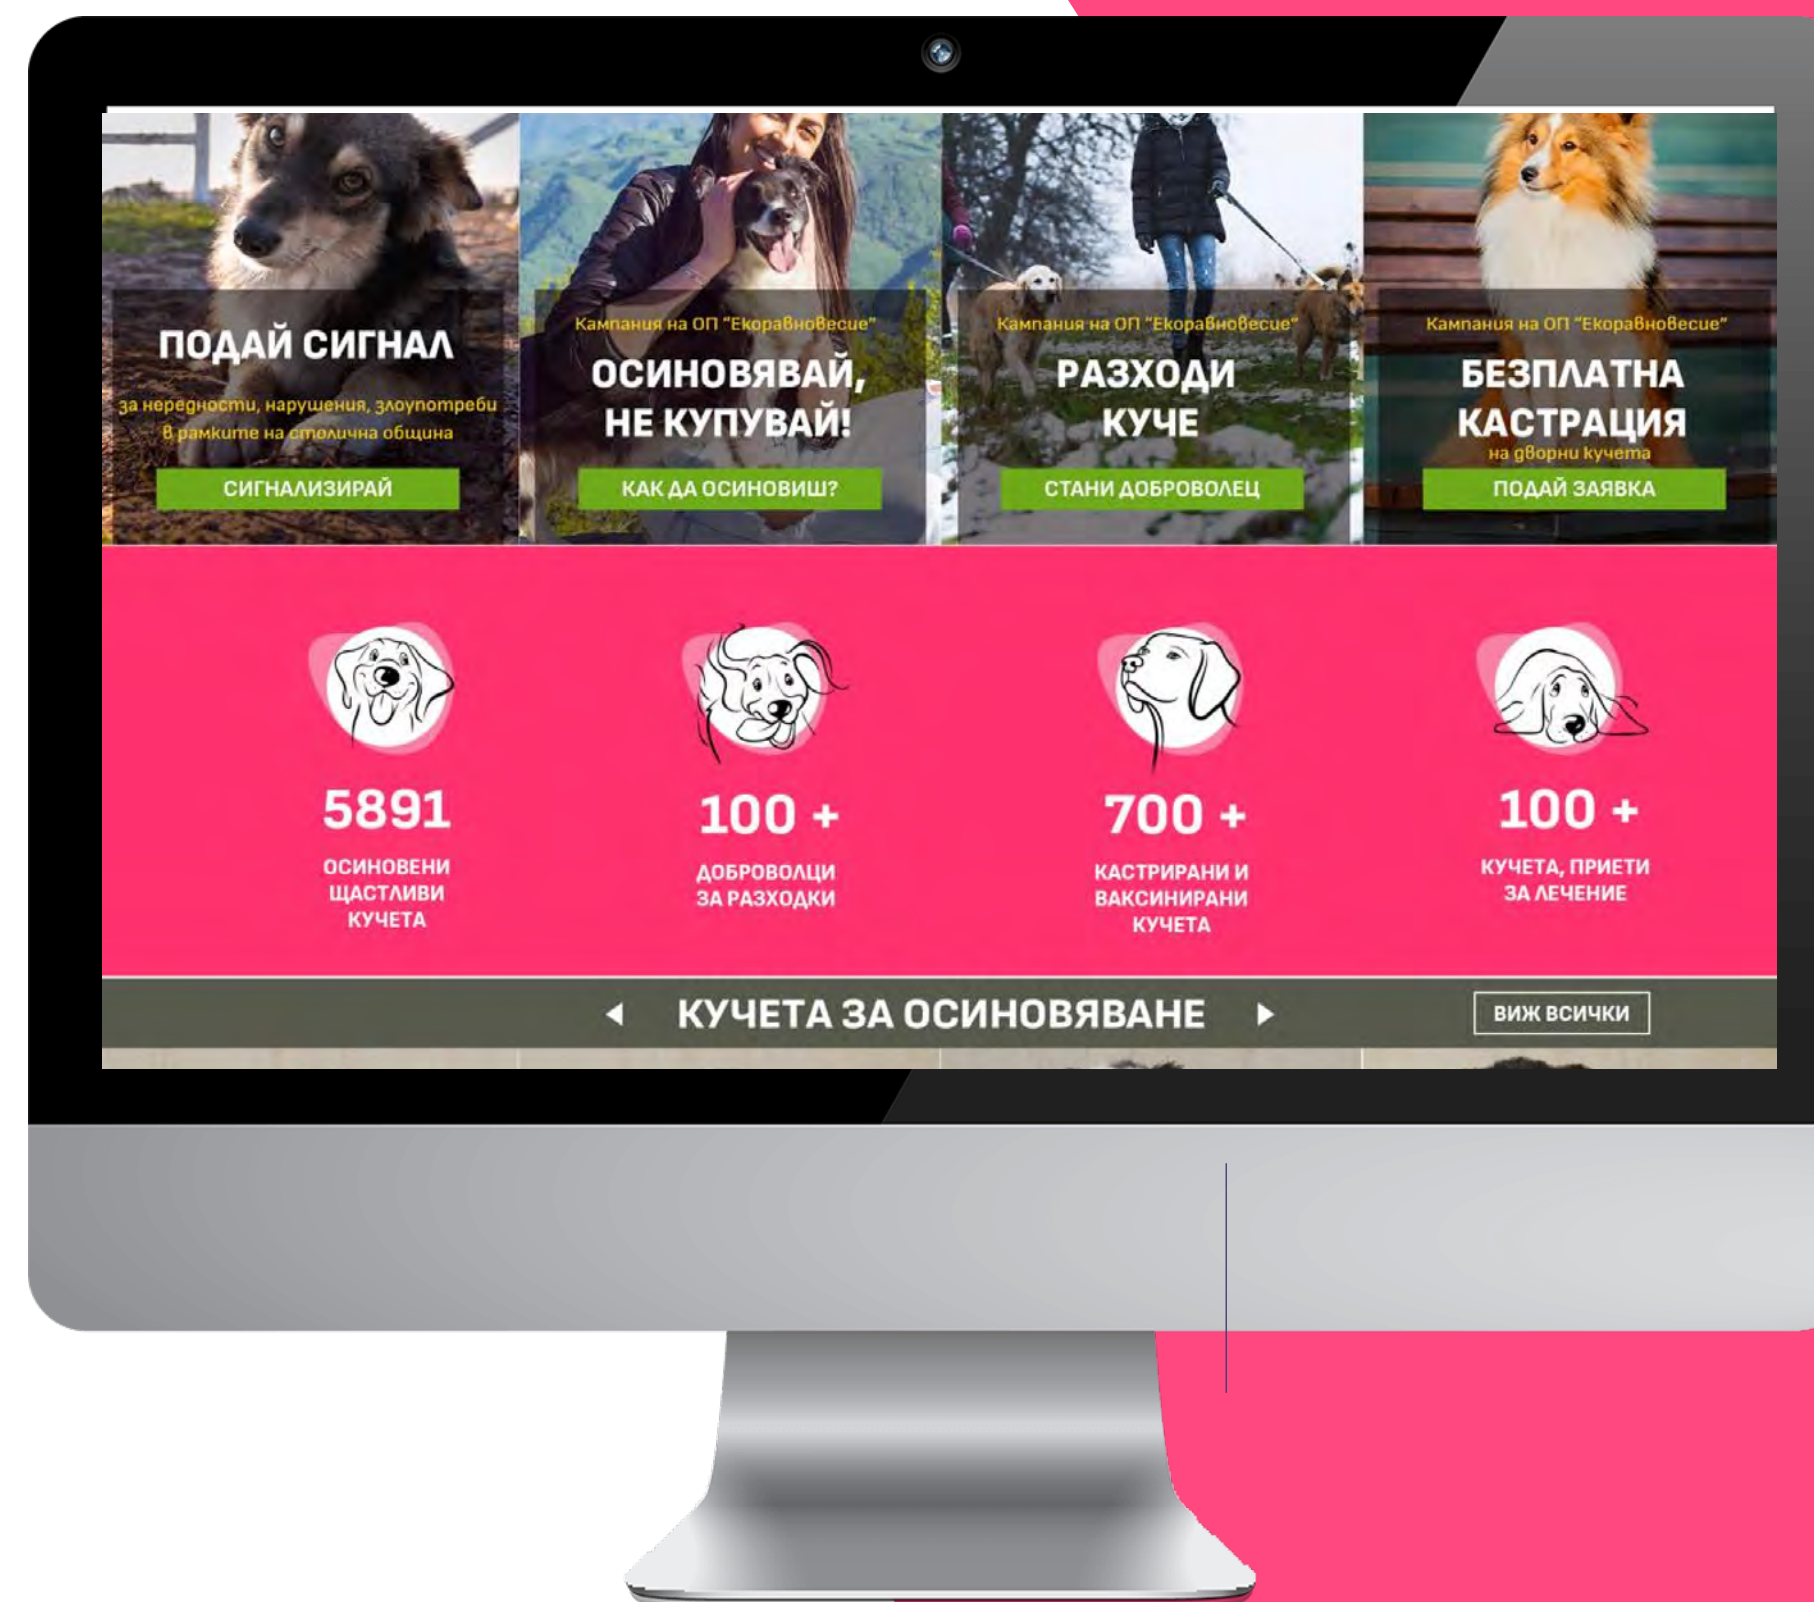 ПОДАЙ СИГНАЛ
за нередности, нарушения, злоупотреби
в рамките на столична община
СИГНАЛИЗИРАЙ
Кампания на ОП "Екоравновесие"
ОСИНОВЯВАЙ,
НЕ КУПУВАЙ!
КАК ДА ОСИНОВИШ?
Кампания на ОП "Екоравновесие"
РАЗХОДИ
КУЧЕ
СТАНИ ДОБРОВОЛЕЦ
Кампания на ОП "Екоравновесие"
БЕЗПЛАТНА
КАСТРАЦИЯ
на дворни кучета
ПОДАЙ ЗАЯВКА
5891
ОСИНОВЕНИ
ЩАСТЛИВИ
КУЧЕТА
100 +
ДОБРОВОЛЦИ
ЗА РАЗХОДКИ
700 +
КАСТРИРАНИ И
ВАКСИНИРАНИ
КУЧЕТА
100 +
КУЧЕТА, ПРИЕТИ
ЗА ЛЕЧЕНИЕ
КУЧЕТА ЗА ОСИНОВЯВАНЕ
ВИЖ ВСИЧКИ